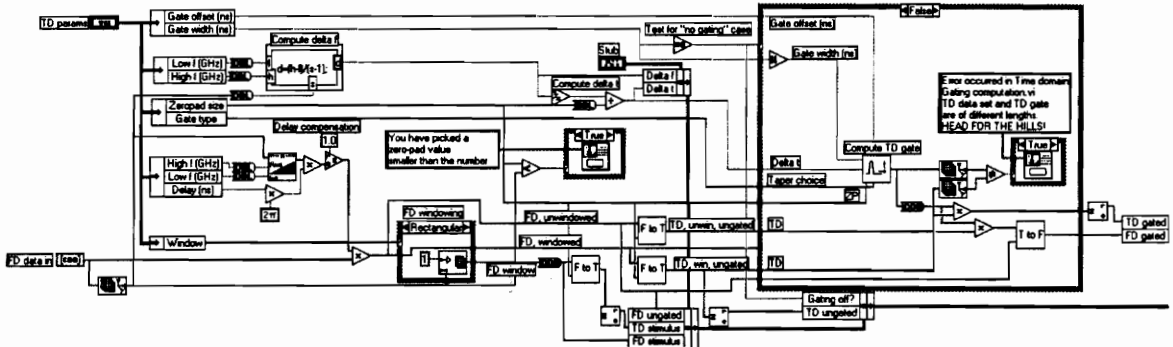 TD params
Gate offset (ns)
Gate width (ns)
Low f (GHz)
High f (GHz)
Compute delta f
Zeropad size
Gate type
Delay compensation
1.0
High f (GHz)
Low f (GHz)
Delay (ns)
2π
Window
FD data in
You have picked a
zero-pad value
smaller than the number
True
FD windowing
Rectangular
1
FD, unwindowed
FD, windowed
FD window
F to T
F to T
F to T
Stub
Compute delta t
Delta f
Delta t
Test for "no gating" case
TD, unwin, ungated
TD, win, ungated
FD ungated
TD stimulus
FD stimulus
Gating off?
TD ungated
False
Gate offset (ns)
Gate width (ns)
Delta t
Taper choice
Compute TD gate
ZP
TD
TD
Error occurred in Time domain
Gating computation.vi
TD data set and TD gate
are of different lengths.
HEAD FOR THE HILLS!
True
T to F
TD gated
FD gated